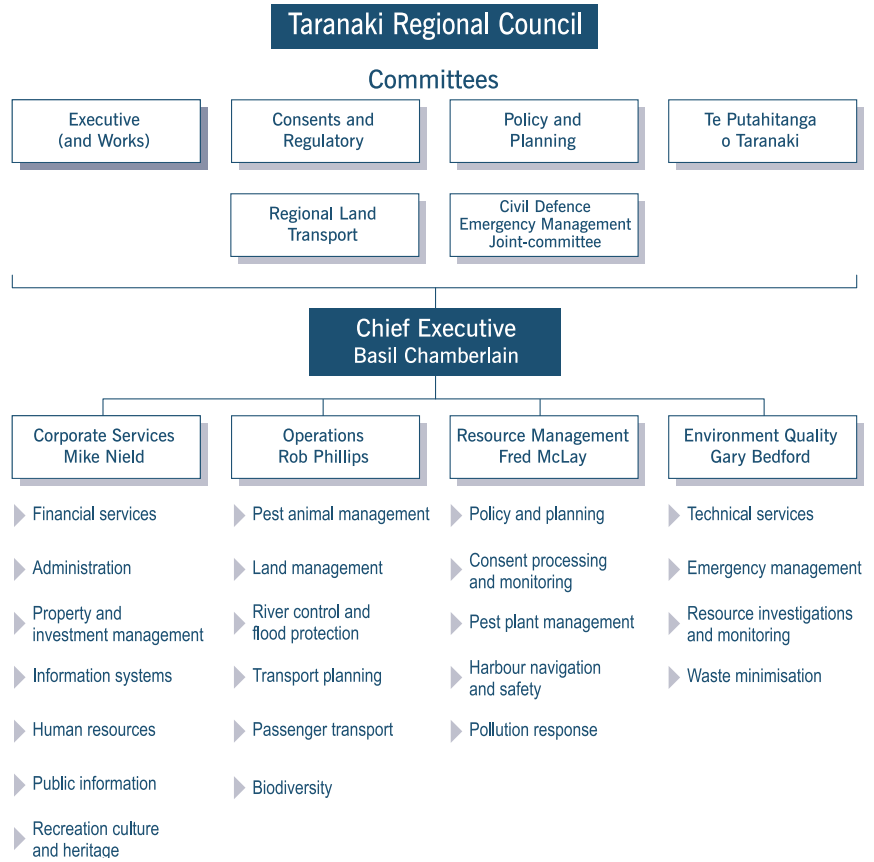 Taranaki Regional Council
Committees
Executive
(and Works)
Consents and
Regulatory
Policy and
Planning
Te Putahitanga
o Taranaki
Regional Land
Transport
Civil Defence
Emergency Management
Joint-committee
Chief Executive
Basil Chamberlain
Corporate Services
Mike Nield
Financial services
Administration
Property and
investment management
Information systems
Human resources
Public information
Recreation culture
and heritage
Operations
Rob Phillips
Pest animal management
Land management
River control and
flood protection
Transport planning
Passenger transport
Biodiversity
Resource Management
Fred McLay
Policy and planning
Consent processing
and monitoring
Pest plant management
Harbour navigation
and safety
Pollution response
Environment Quality
Gary Bedford
Technical services
Emergency management
Resource investigations
and monitoring
Waste minimisation